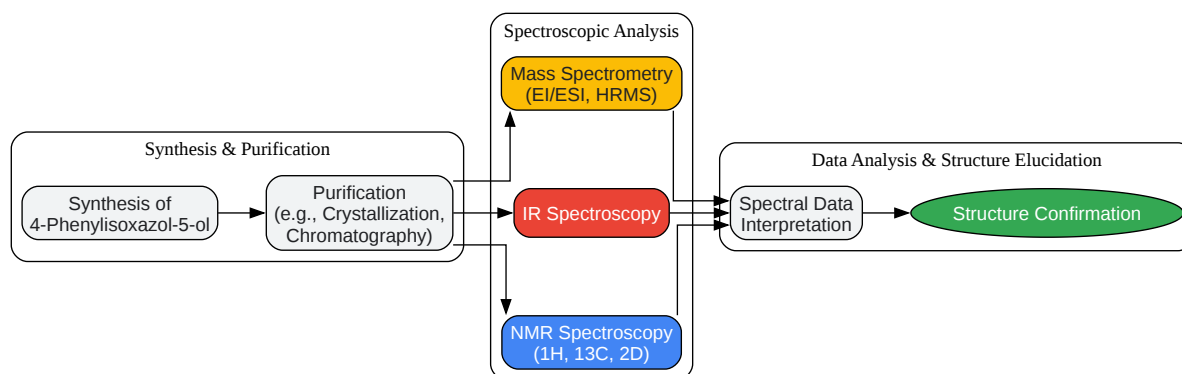 Synthesis & Purification
Synthesis of
4-Phenylisoxazol-5-ol
Purification
(e.g., Crystallization,
Chromatography)
Spectroscopic Analysis
Mass Spectrometry
(EI/ESI, HRMS)
IR Spectroscopy
NMR Spectroscopy
(1H, 13C, 2D)
Data Analysis & Structure Elucidation
Spectral Data
Interpretation
Structure Confirmation